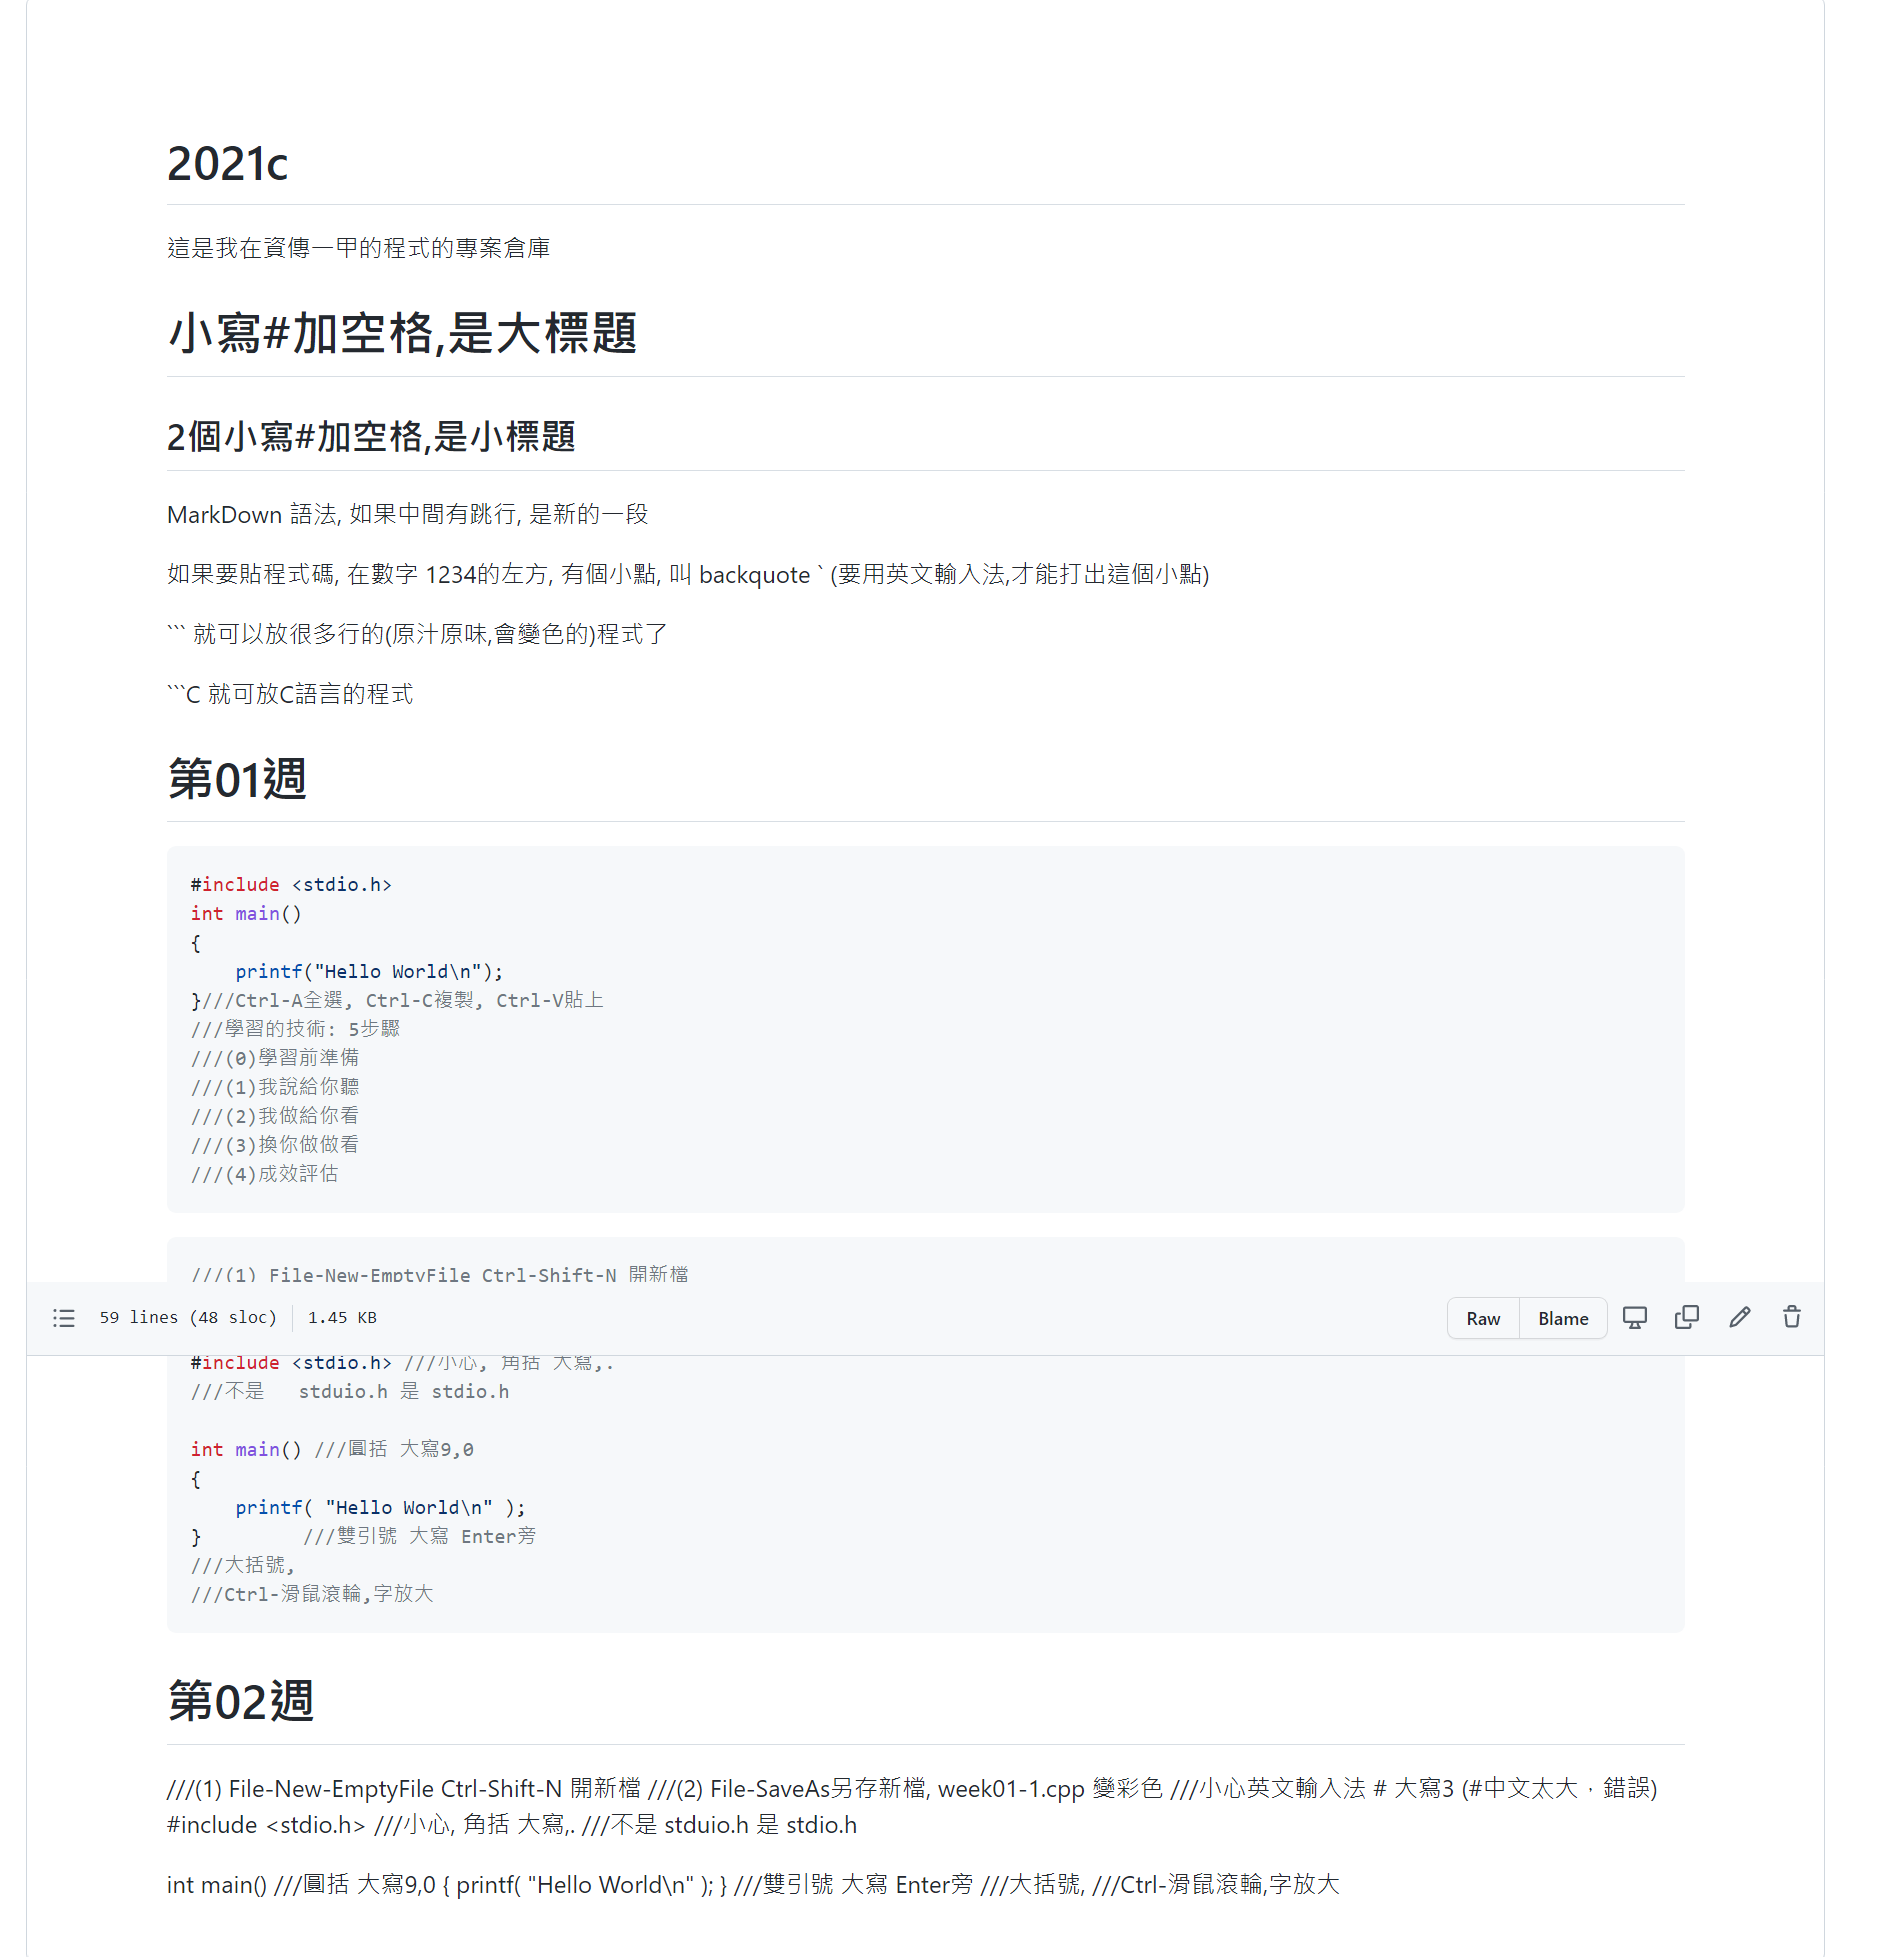 2021c
這是我在資傳一甲的程式的專案倉庫
小寫#加空格,是大標題
2個小寫#加空格,是小標題
MarkDown 語法, 如果中間有跳行, 是新的一段
如果要貼程式碼, 在數字 1234的左方, 有個小點, 叫 backquote ` (要用英文輸入法,才能打出這個小點)
``` 就可以放很多行的(原汁原味,會變色的)程式了
```C 就可放C語言的程式
第01週
#include <stdio.h>
int main()
{
    printf("Hello World\n");
}///Ctrl-A全選, Ctrl-C複製, Ctrl-V貼上
///學習的技術: 5步驟
///(0)學習前準備
///(1)我說給你聽
///(2)我做給你看
///(3)換你做做看
///(4)成效評估
///(1) File-New-EmptyFile Ctrl-Shift-N 開新檔
59 lines (48 sloc) 1.45 KB Raw Blame
#include <stdio.h> ///小心, 角括 大寫,.
///不是   stduio.h 是 stdio.h
int main() ///圓括 大寫9,0
{
    printf( "Hello World\n" );
}         ///雙引號 大寫 Enter旁
///大括號,
///Ctrl-滑鼠滾輪,字放大
第02週
///(1) File-New-EmptyFile Ctrl-Shift-N 開新檔 ///(2) File-SaveAs另存新檔, week01-1.cpp 變彩色 ///小心英文輸入法 # 大寫3 (#中文太大，錯誤)
#include <stdio.h> ///小心, 角括 大寫,. ///不是 stduio.h 是 stdio.h
int main() ///圓括 大寫9,0 { printf( "Hello World\n" ); } ///雙引號 大寫 Enter旁 ///大括號, ///Ctrl-滑鼠滾輪,字放大